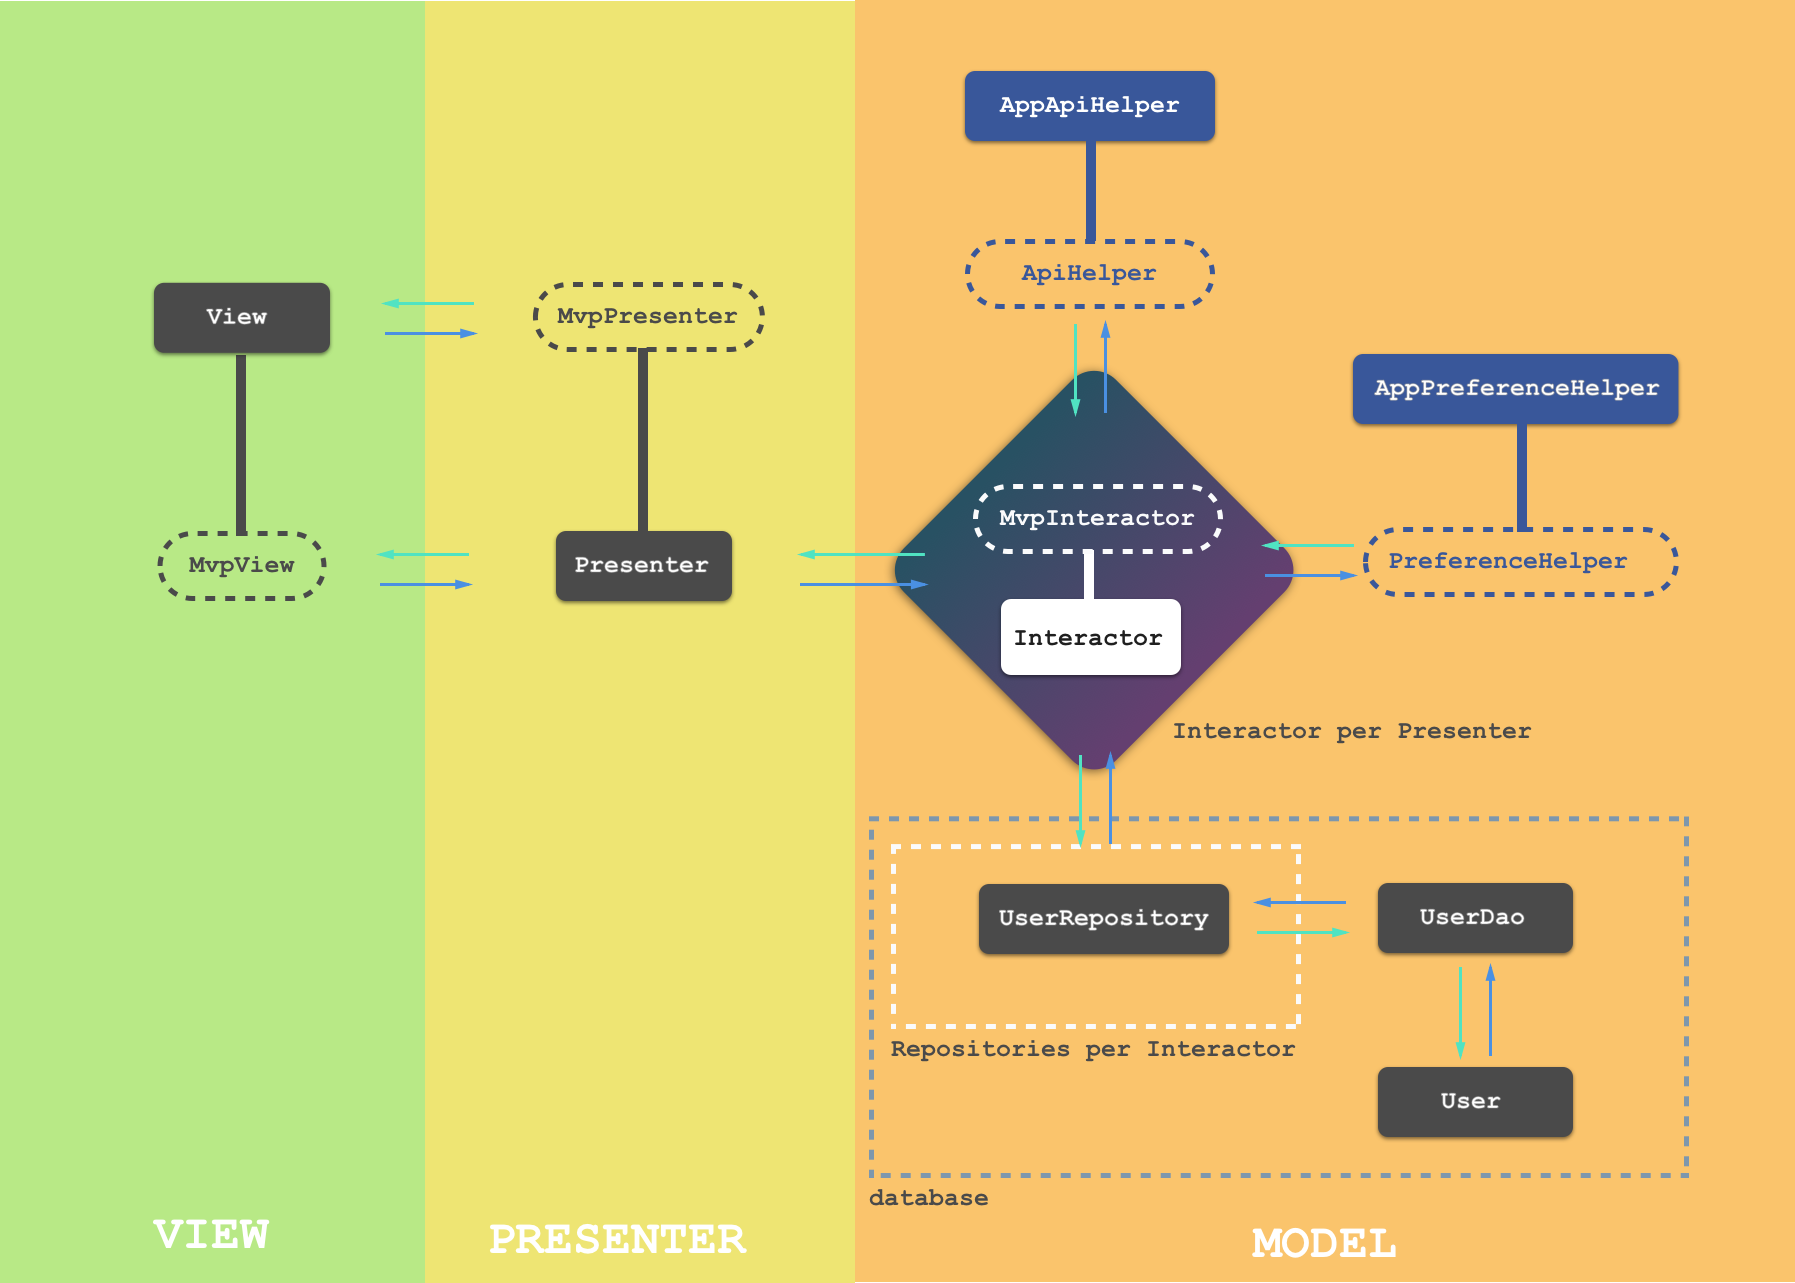 AppApiHelper
ApiHelper
View
MvpPresenter
AppPreferenceHelper
MvpInteractor
MvpView
Presenter
PreferenceHelper
Interactor
Interactor per Presenter
UserRepository
UserDao
Repositories per Interactor
User
database
VIEW
PRESENTER
MODEL